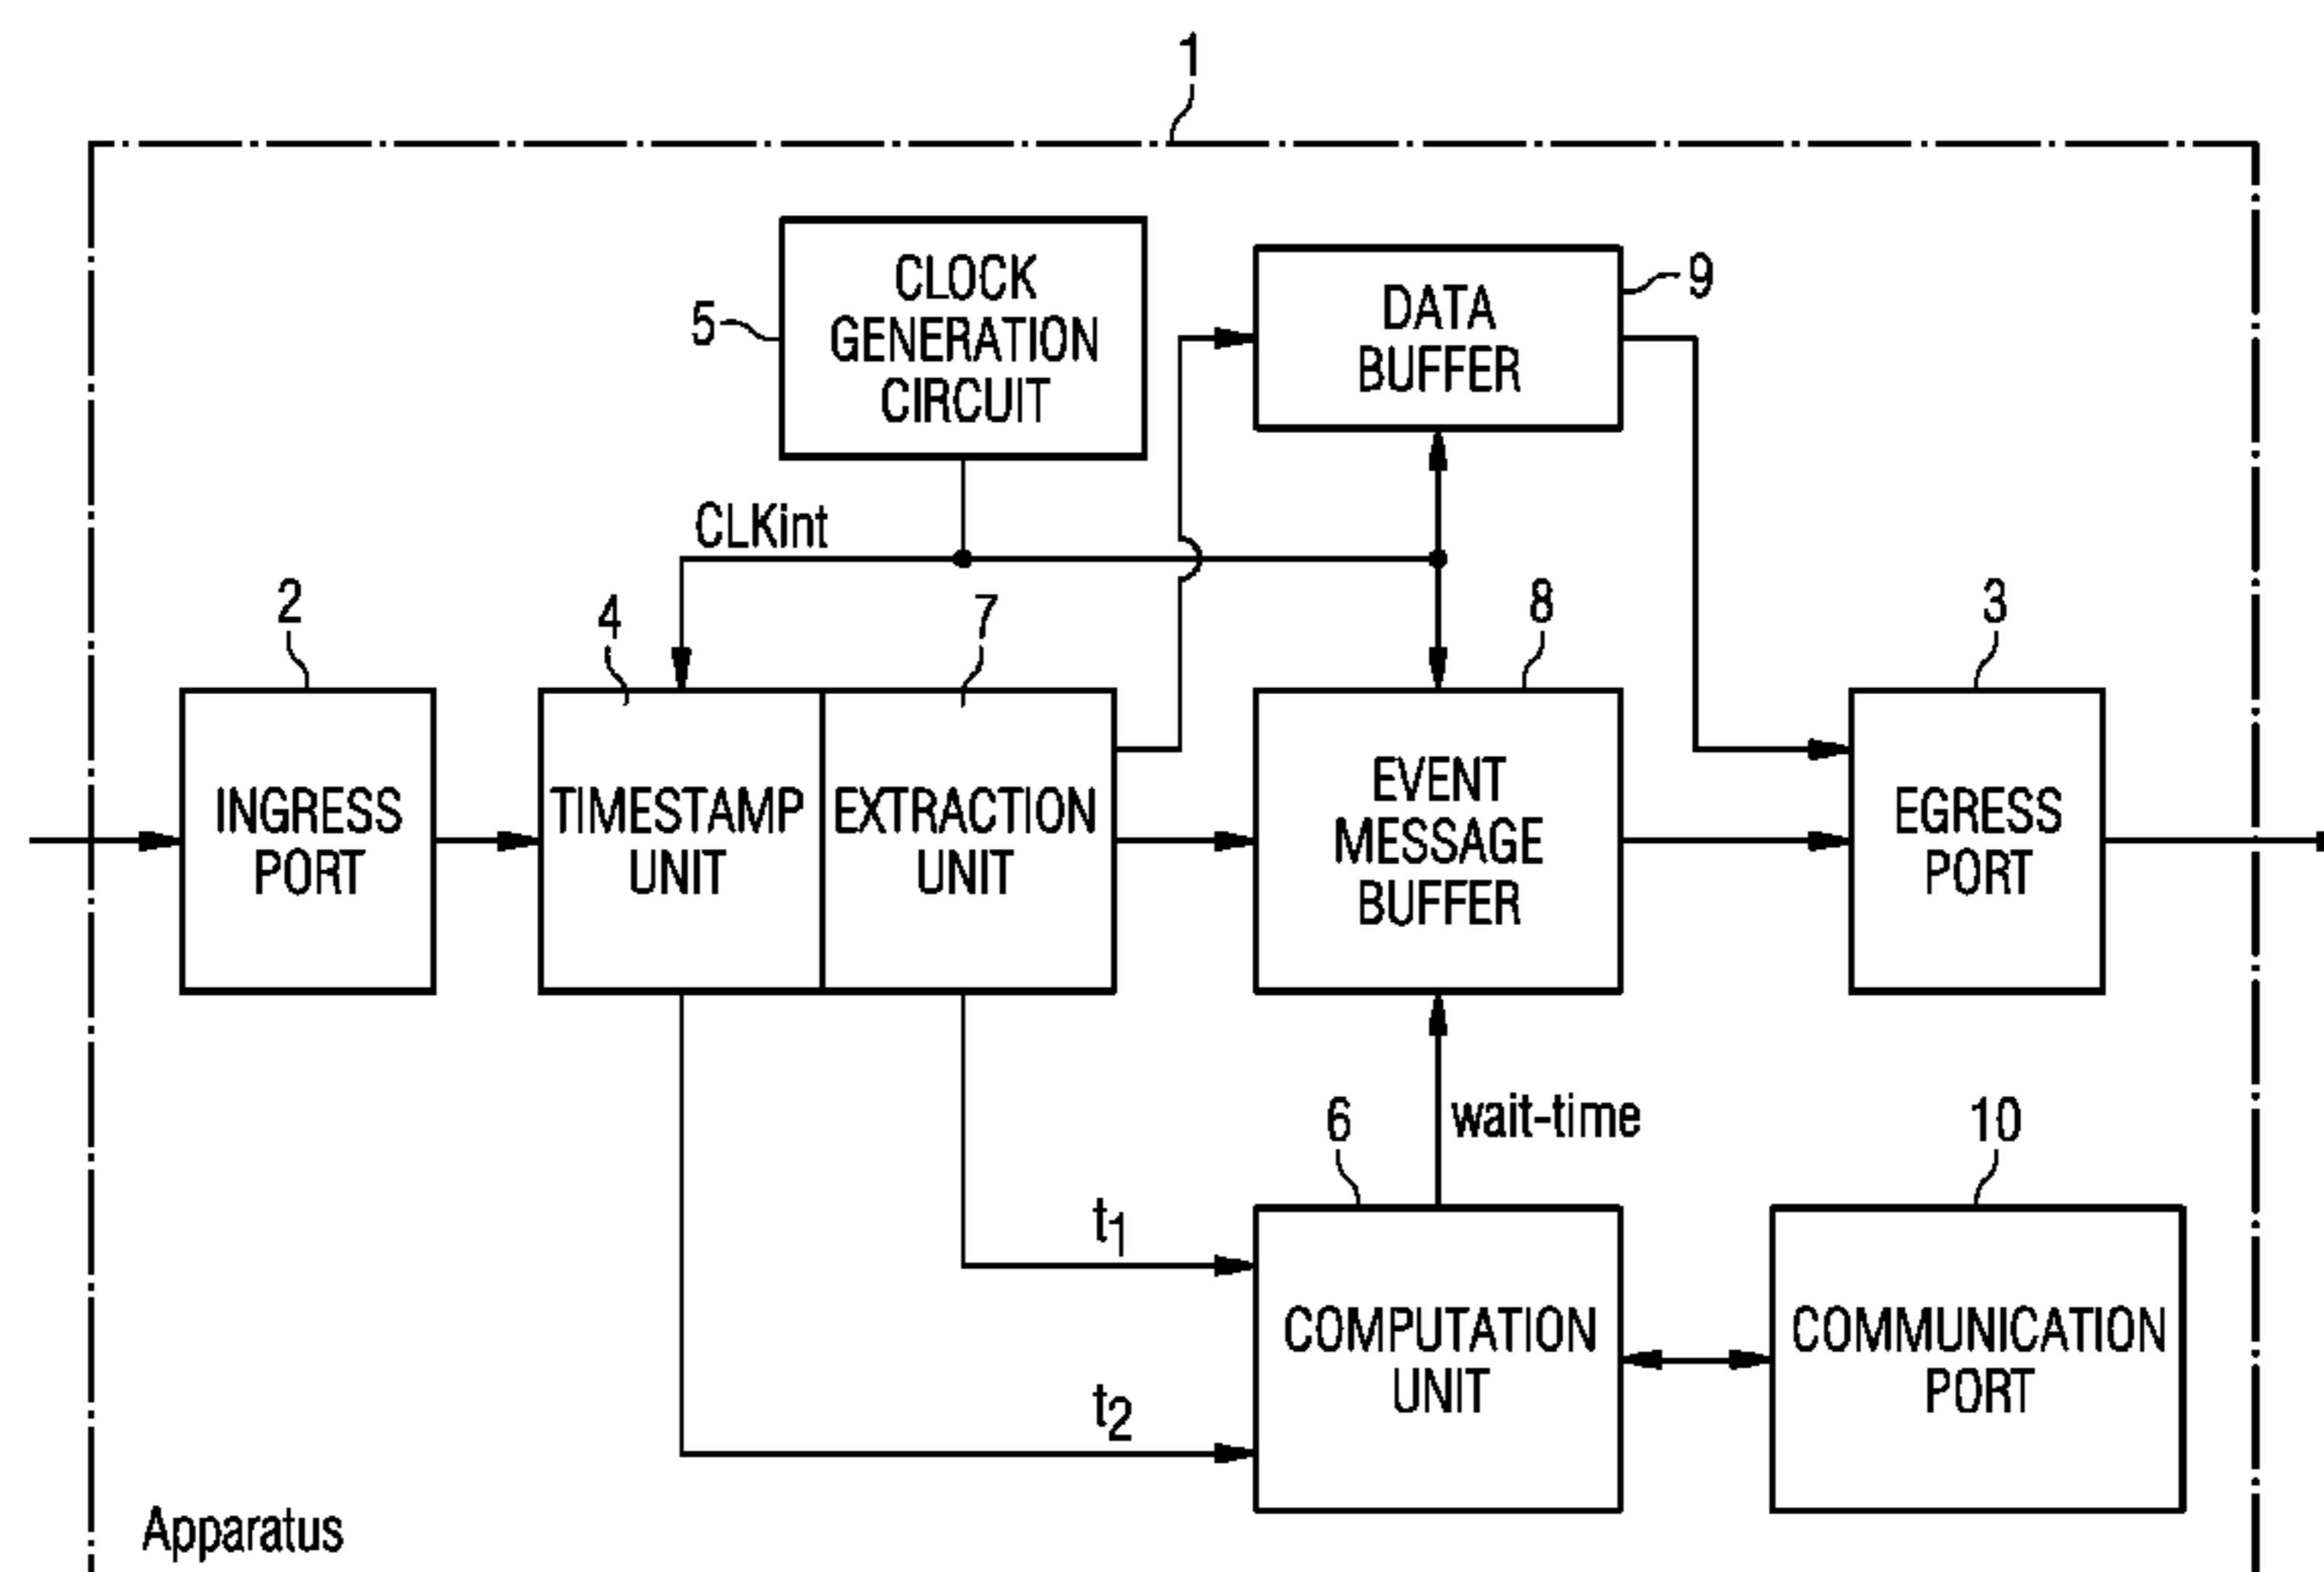 1
CLOCK
GENERATION
CIRCUIT
5
DATA
BUFFER
9
CLKint
2
4
7
8
3
INGRESS
PORT
TIMESTAMP
UNIT
EXTRACTION
UNIT
EVENT
MESSAGE
BUFFER
EGRESS
PORT
wait-time
6
10
t1
COMPUTATION
UNIT
COMMUNICATION
PORT
t2
Apparatus